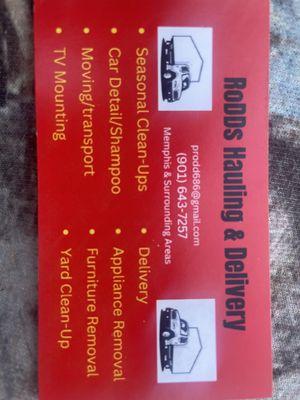 RoDDs Hauling & Delivery
prodd686@gmail.com
(901) 643-7257
Memphis & Surrounding Areas
• Seasonal Clean-Ups
• Car Detail/Shampoo
• Moving/transport
• TV Mounting
• Delivery
• Appliance Removal
• Furniture Removal
• Yard Clean-Up